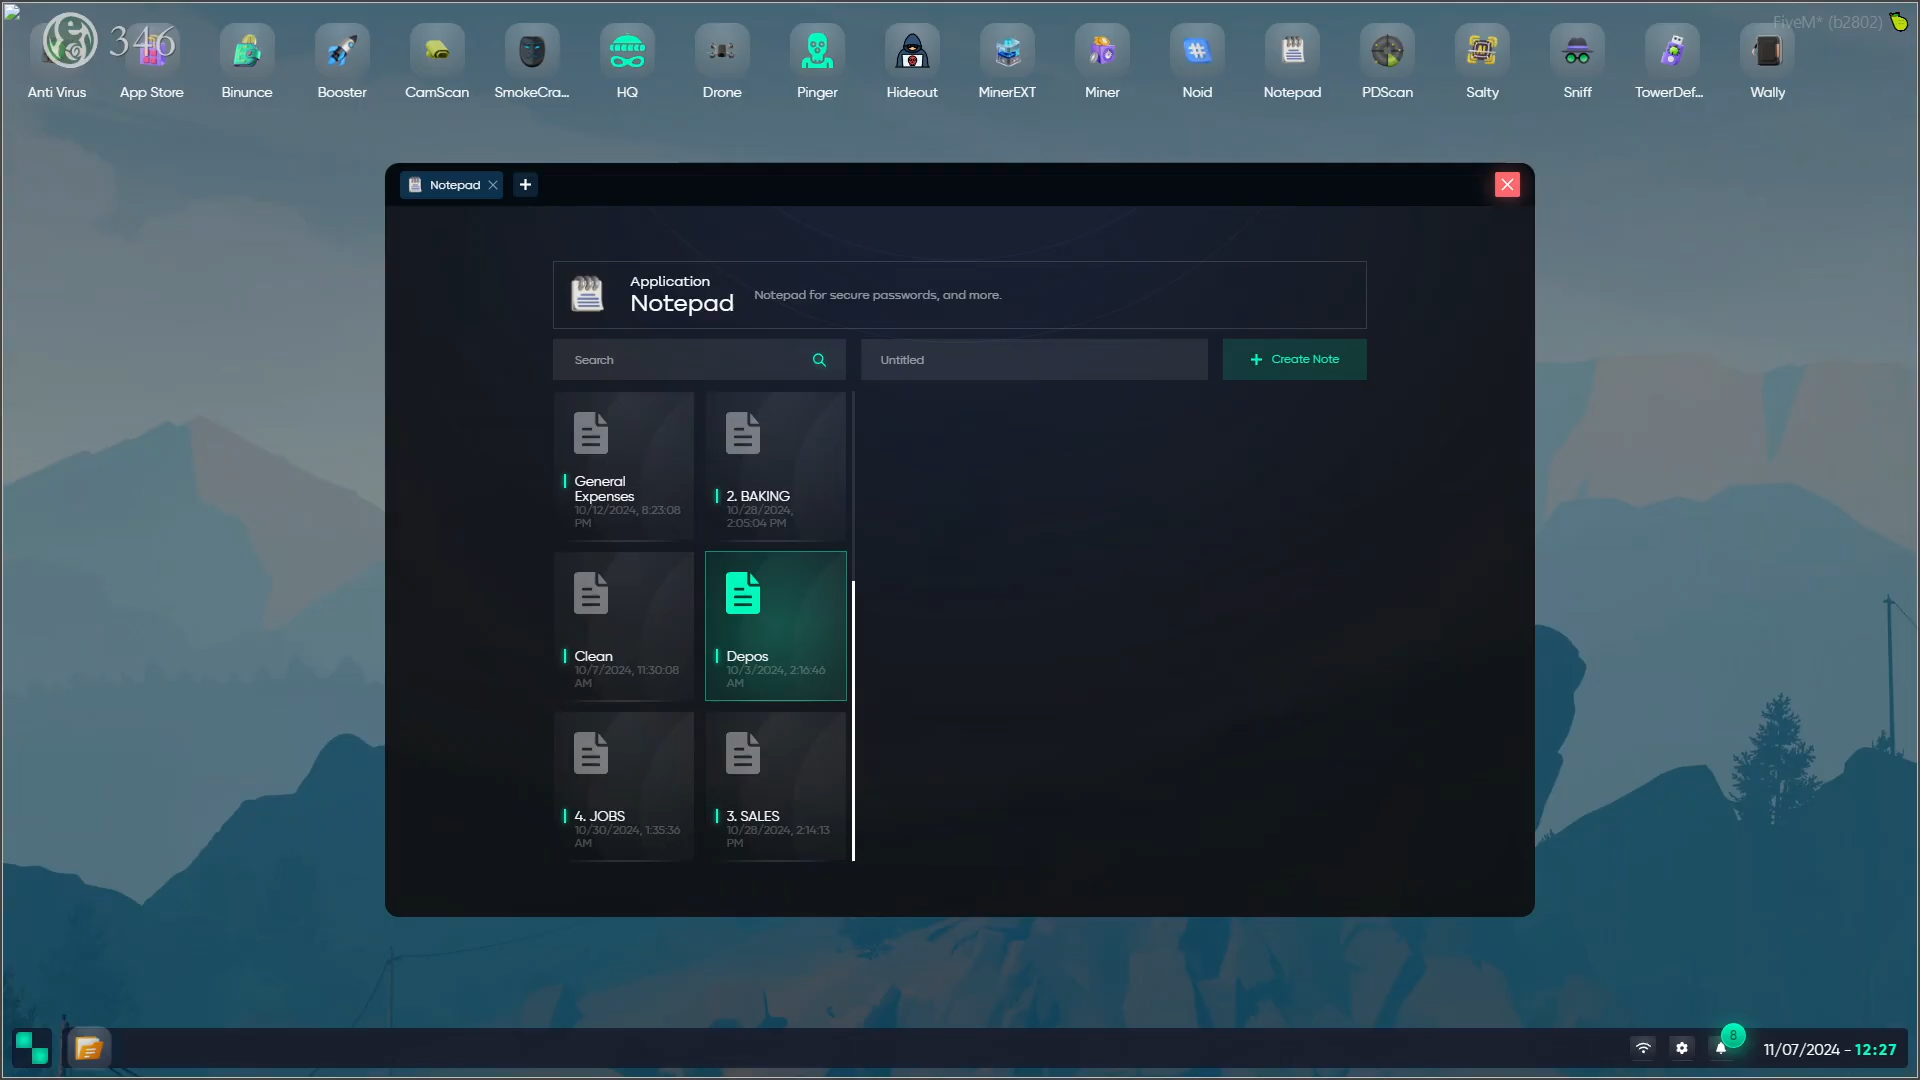 346
FiveM* (b2802)
Anti Virus
App Store
Binunce
Booster
CamScan
SmokeCra...
HQ
Drone
Pinger
Hideout
MinerEXT
Miner
Noid
Notepad
PDScan
Salty
Sniff
TowerDef...
Wally
Notepad
Application
Notepad
Notepad for secure passwords, and more.
Search
Untitled
Create Note
General
Expenses
10/12/2024, 8:23:08
PM
2. BAKING
10/28/2024,
2:05:04 PM
Clean
10/7/2024, 11:30:08
AM
Depos
10/3/2024, 2:16:46
AM
4. JOBS
10/30/2024, 1:35:36
AM
3. SALES
10/28/2024, 2:14:13
PM
8
11/07/2024 - 12:27